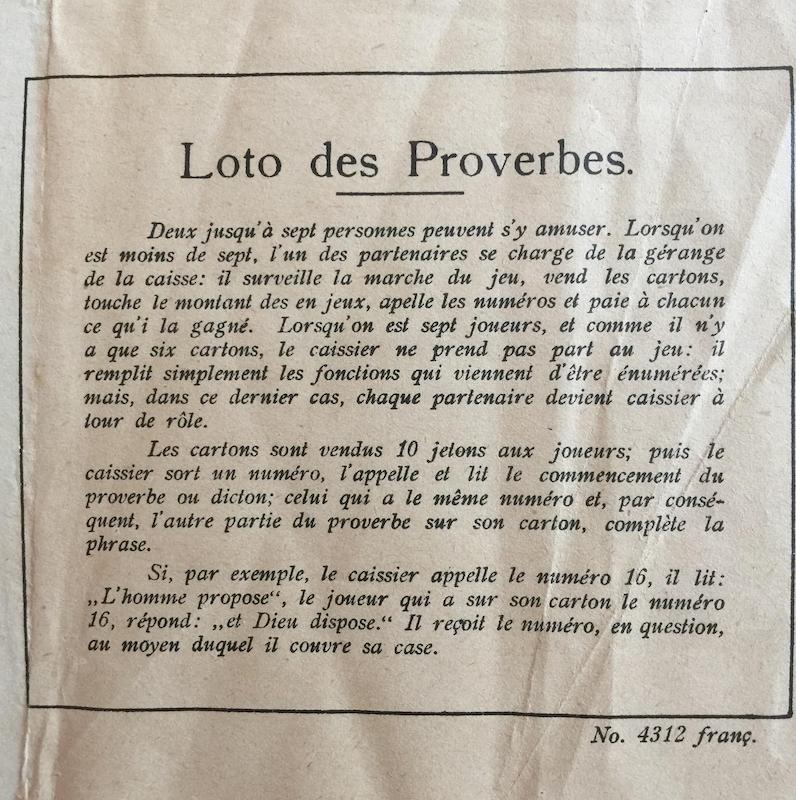 Loto des Proverbes.
Deux jusqu'à sept personnes peuvent s'y amuser. Lorsqu'on
est moins de sept, l'un des partenaires se charge de la gérange
de la caisse: il surveille la marche du jeu, vend les cartons,
touche le montant des en jeux, apelle les numéros et paie à chacun
ce qu'i la gagné. Lorsqu'on est sept joueurs, et comme il n'y
a que six cartons, le caissier ne prend pas part au jeu: il
remplit simplement les fonctions qui viennent d'être énumérées;
mais, dans ce dernier cas, chaque partenaire devient caissier à
tour de rôle.
Les cartons sont vendus 10 jetons aux joueurs; puis le
caissier sort un numéro, l'appelle et lit le commencement du
proverbe ou dicton; celui qui a le même numéro et, par consé-
quent, l'autre partie du proverbe sur son carton, complète la
phrase.
Si, par exemple, le caissier appelle le numéro 16, il lit:
„L'homme propose“, le joueur qui a sur son carton le numéro
16, répond: „et Dieu dispose.“ Il reçoit le numéro, en question,
au moyen duquel il couvre sa case.
No. 4312 franç.